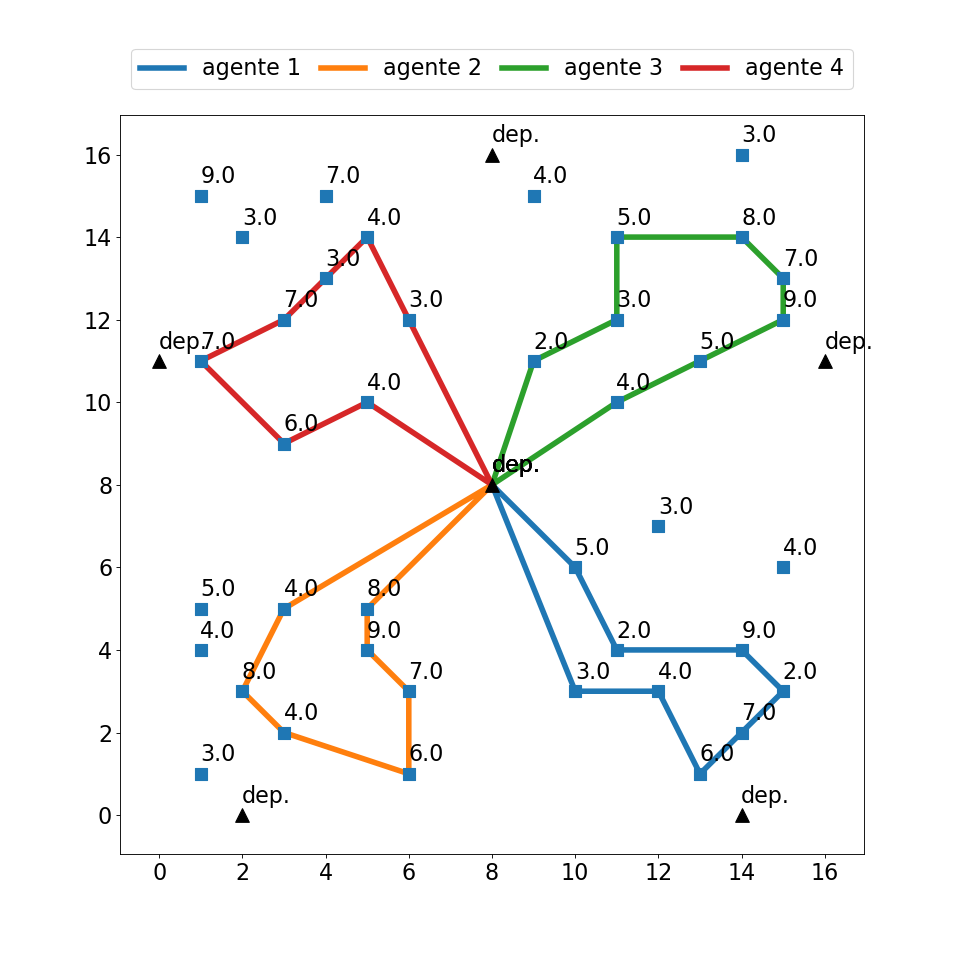 agente 1 agente 2 agente 3 agente 4
dep. 3.0
16
9.0 7.0 4.0
3.0 4.0 5.0 8.0
14
3.0 7.0
7.0 3.0 3.0 9.0
12
dep. 7.0 2.0 5.0 dep.
4.0 4.0
10
6.0
dep.
8
3.0
5.0 4.0
6
5.0 4.0 8.0
4.0 9.0 2.0 9.0
4
8.0 7.0 3.0 4.0 2.0
4.0 7.0
2
3.0 6.0 6.0
dep. dep.
0
0 2 4 6 8 10 12 14 16